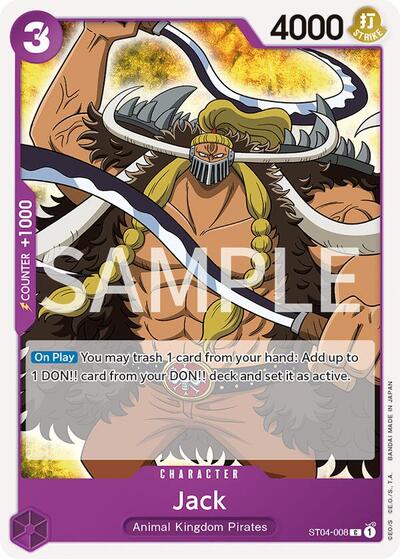 3
4000
打
STRIKE
COUNTER +1000
SAMPLE
On Play You may trash 1 card from your hand: Add up to
1 DON!! card from your DON!! deck and set it as active.
CHARACTER
Jack
Animal Kingdom Pirates
ST04-008 C 1
©E.O/S ©E.O./S., T.A. BANDAI MADE IN JAPAN